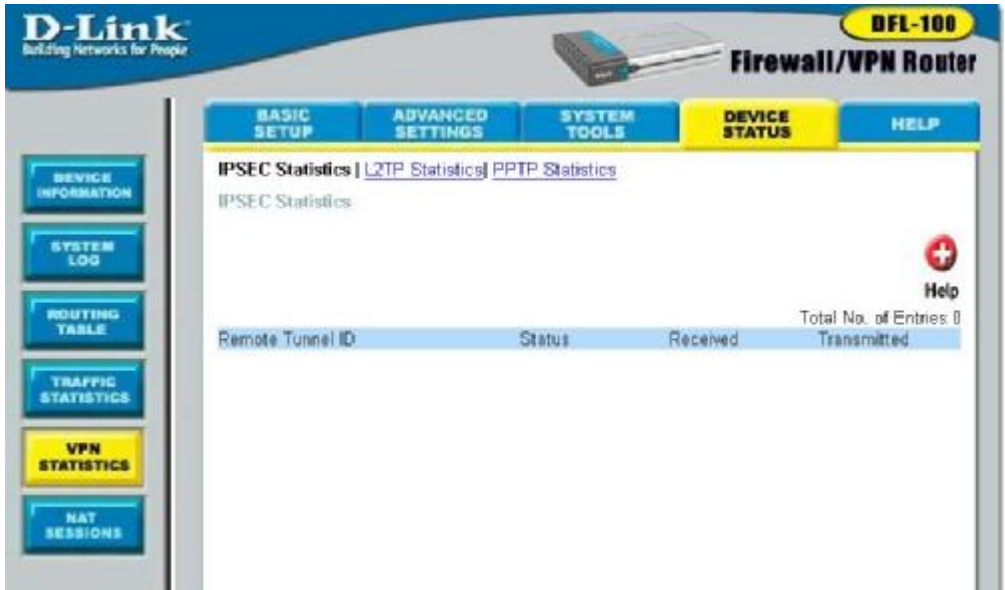 D-Link
Building Networks for People
DFL-100
Firewall/VPN Router
BASIC SETUP
ADVANCED SETTINGS
SYSTEM TOOLS
DEVICE STATUS
HELP
DEVICE INFORMATION
SYSTEM LOG
ROUTING TABLE
TRAFFIC STATISTICS
VPN STATISTICS
NAT SESSIONS
IPSEC Statistics | L2TP Statistics| PPTP Statistics
IPSEC Statistics
Help
Total No. of Entries: 0
Remote Tunnel ID Status Received Transmitted